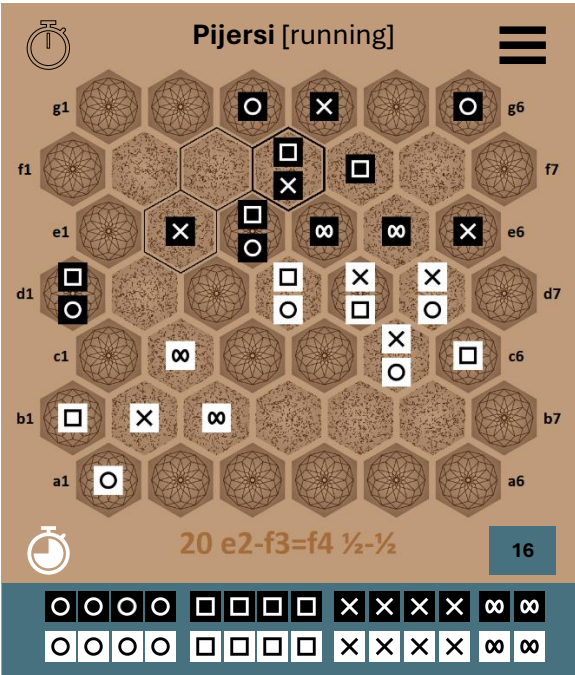 Pijersi [running]
g1 g6
f1 f7
e1 e6
d1 d7
c1 c6
b1 b7
a1 a6
20 e2-f3=f4 ½-½
16